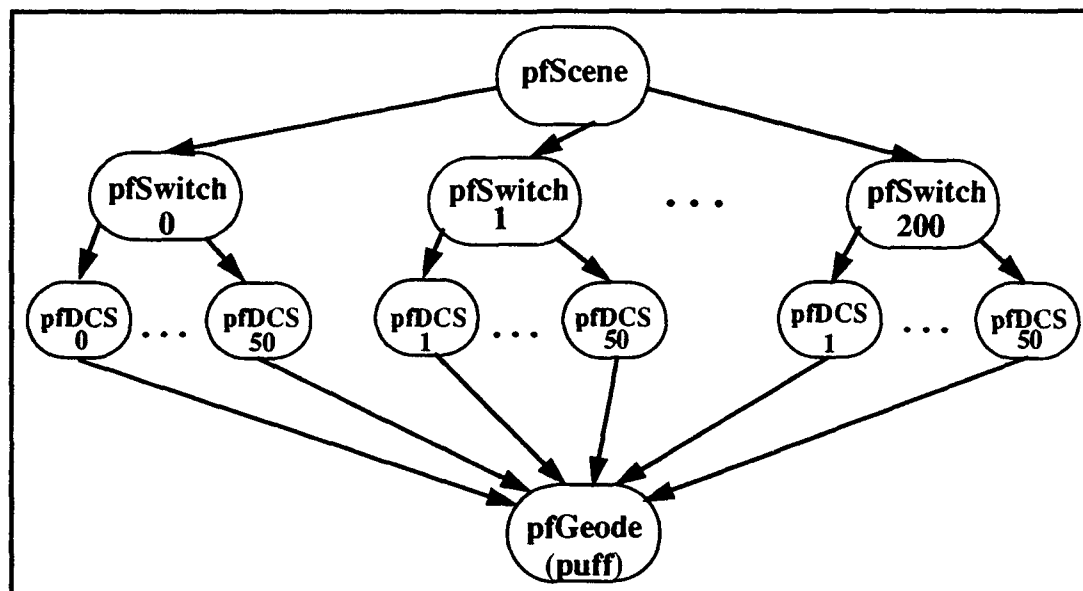 pfScene
pfSwitch
0
pfSwitch
1
. . .
pfSwitch
200
pfDCS
0
. . .
pfDCS
50
pfDCS
1
. . .
pfDCS
50
pfDCS
1
. . .
pfDCS
50
pfGeode
(puff)